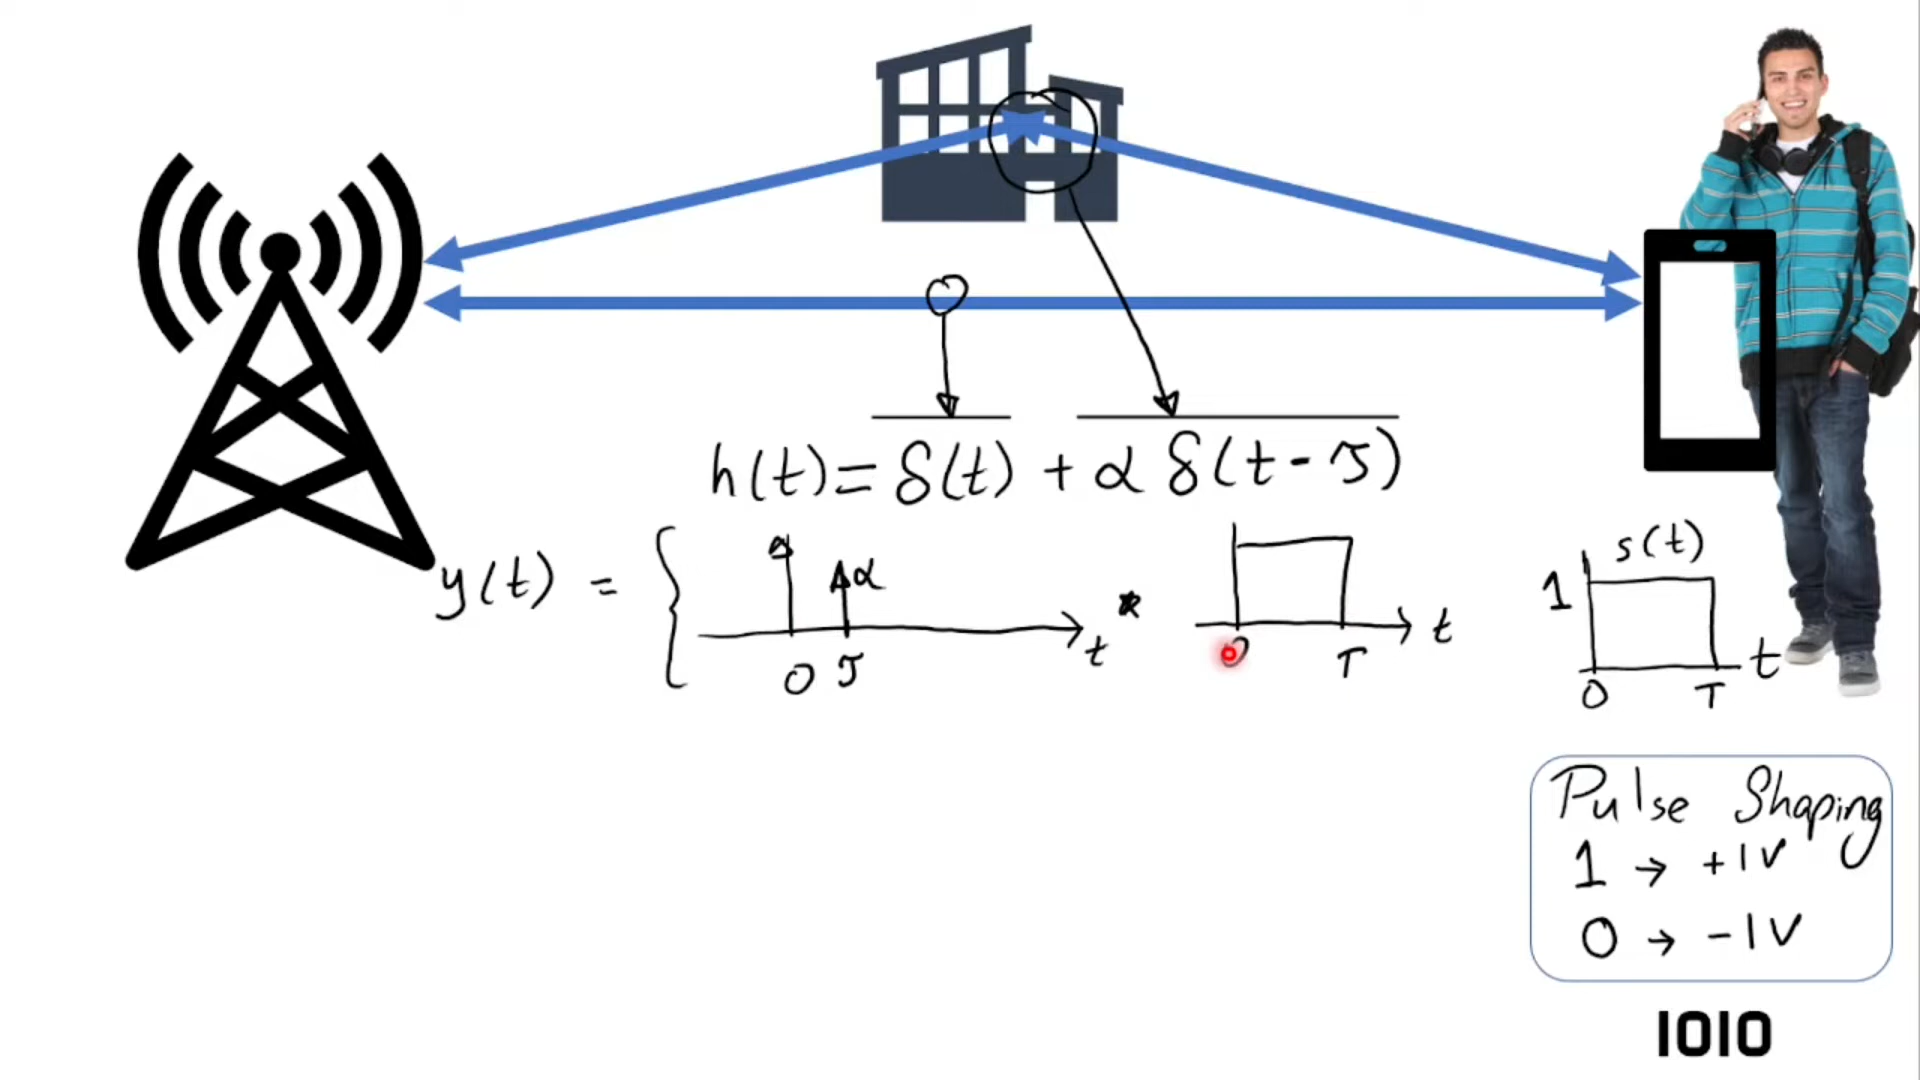 h(t)= δ(t) + α δ(t - τ)
y(t) = {
α
0 τ t
*
0 T t
s(t)
1
0 T t
Pulse Shaping
1 → +1V
0 → -1V
1010